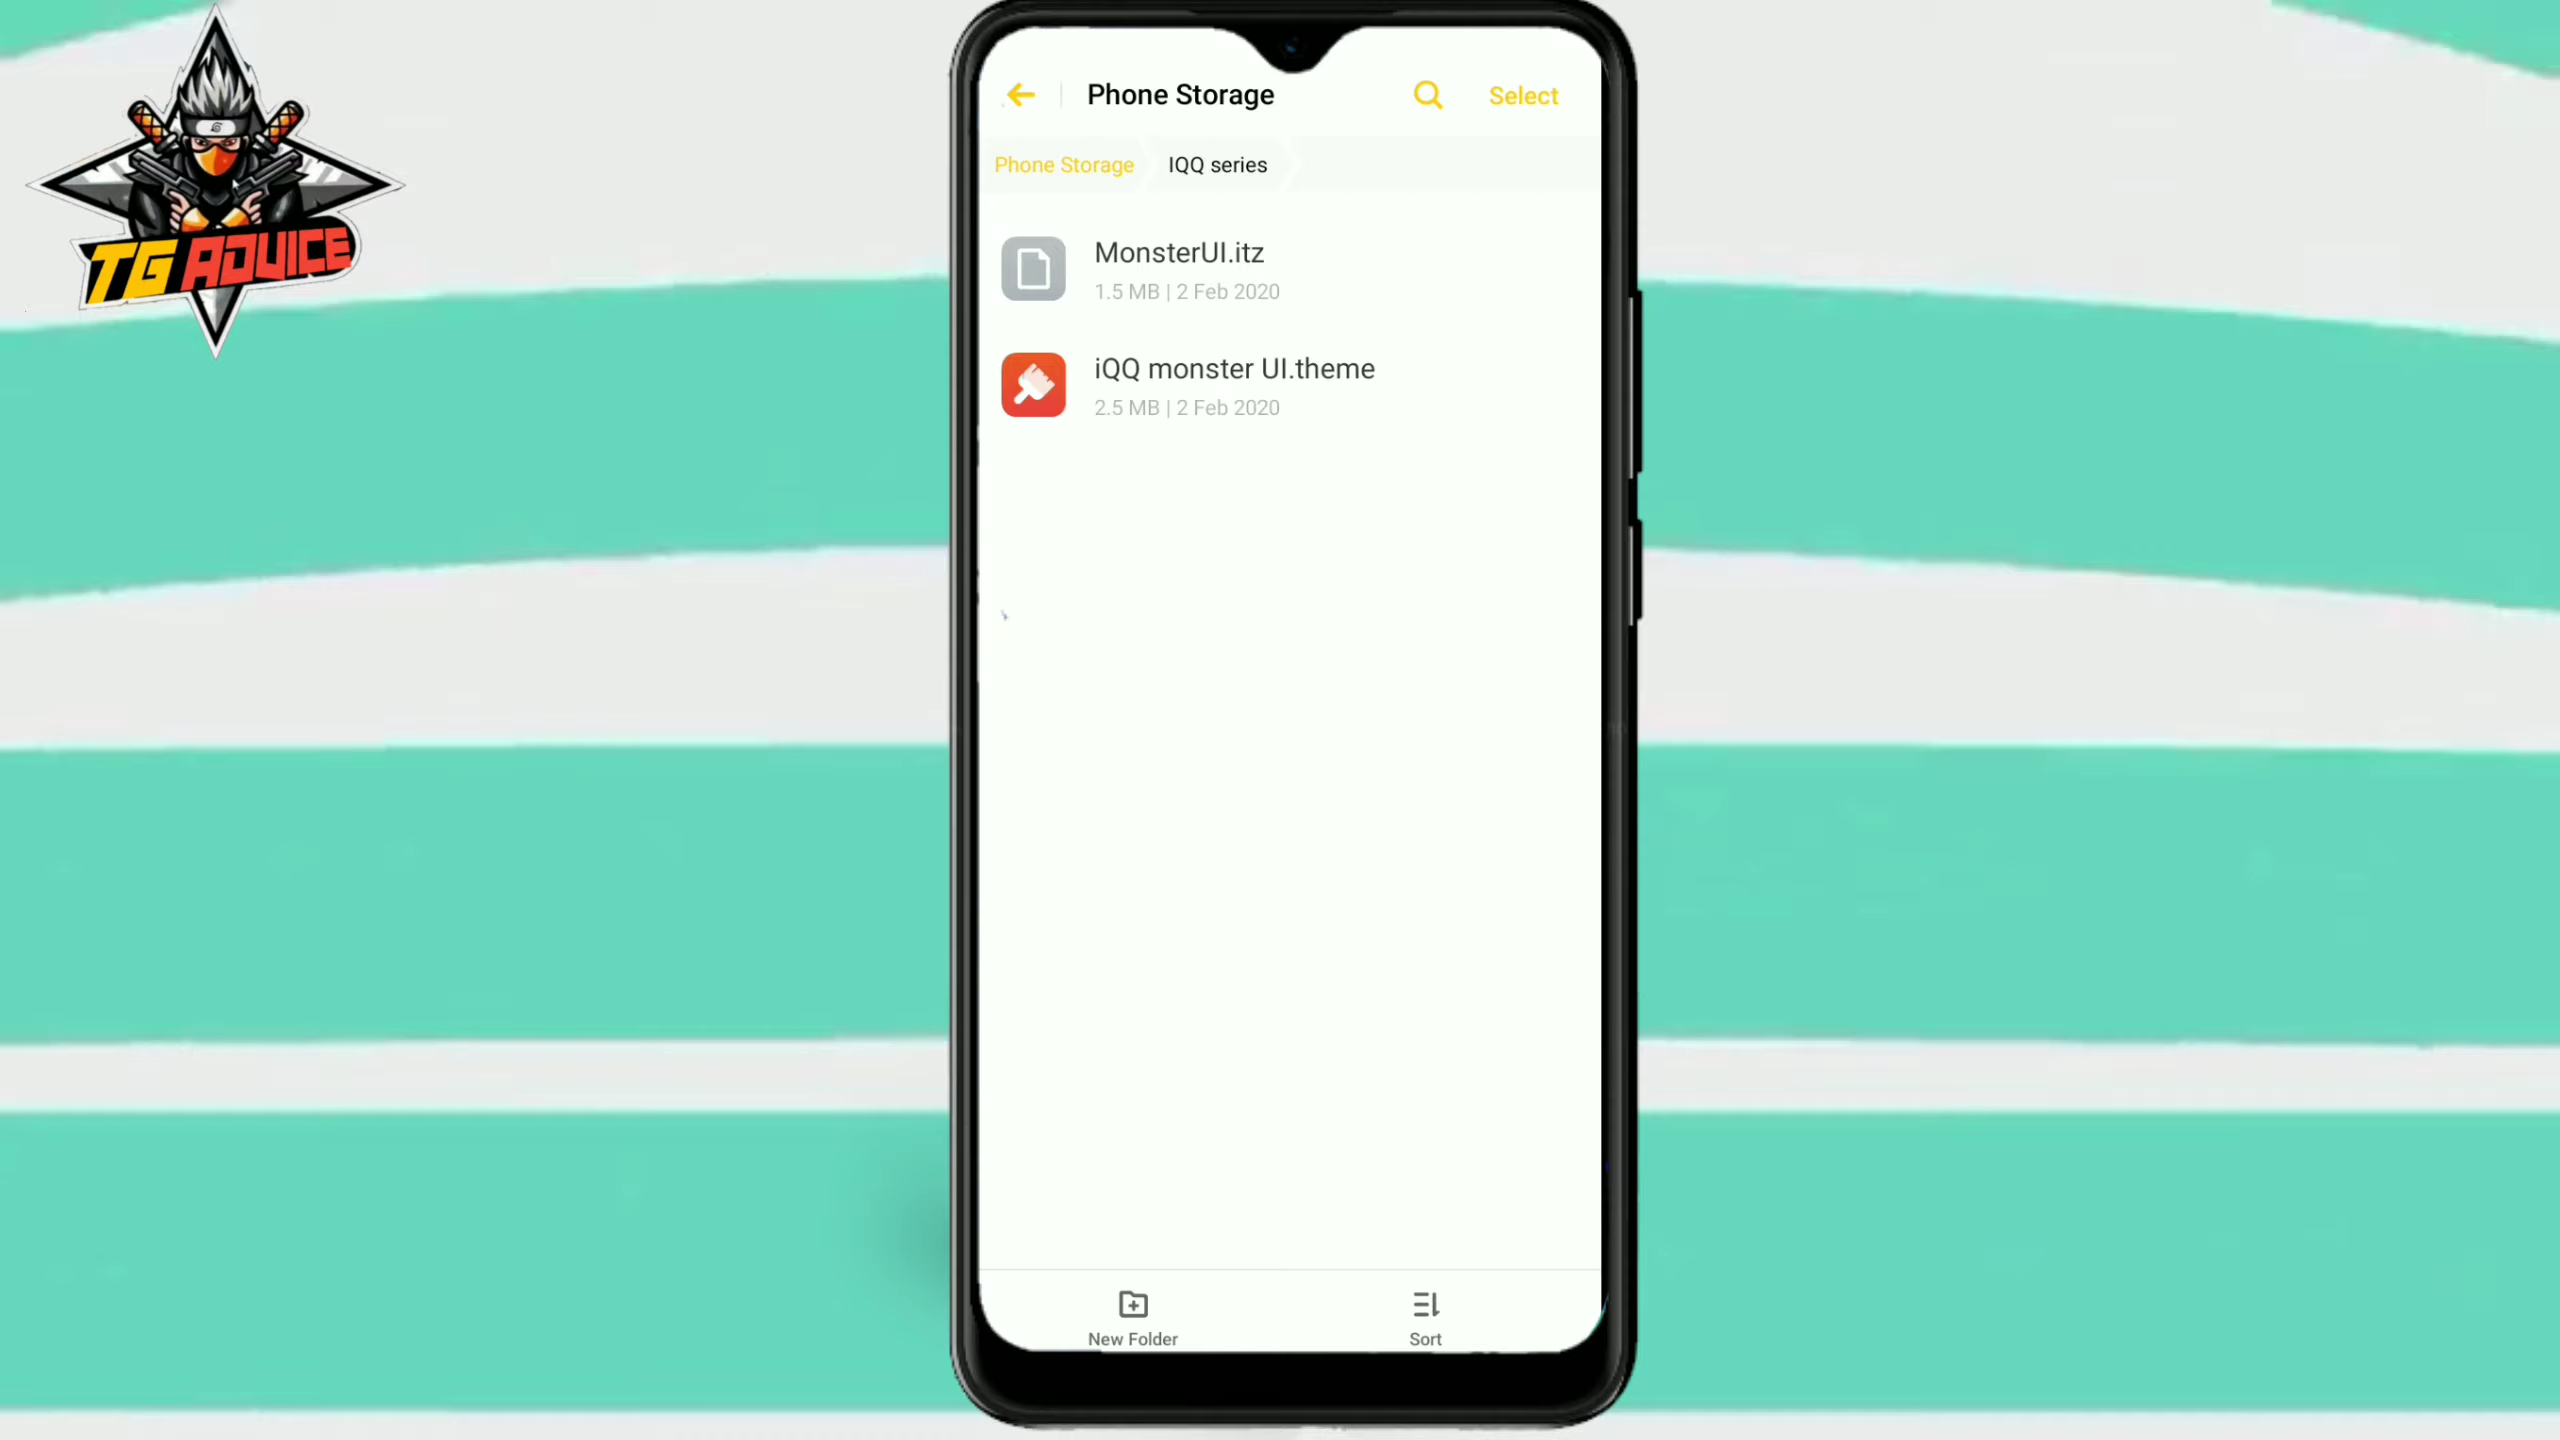 TG ADVICE
Phone Storage
Select
Phone Storage
IQQ series
MonsterUI.itz
1.5 MB | 2 Feb 2020
iQQ monster UI.theme
2.5 MB | 2 Feb 2020
New Folder
Sort